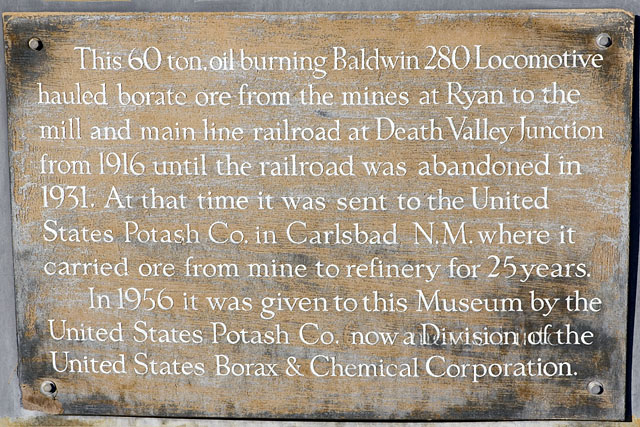 This 60 ton. oil burning Baldwin 280 Locomotive
hauled borate ore from the mines at Ryan to the
mill and main line railroad at Death Valley Junction
from 1916 until the railroad was abandoned in
1931. At that time it was sent to the United
States Potash Co. in Carlsbad N.M. where it
carried ore from mine to refinery for 25 years.
In 1956 it was given to this Museum by the
United States Potash Co. now a Division of the
United States Borax & Chemical Corporation.